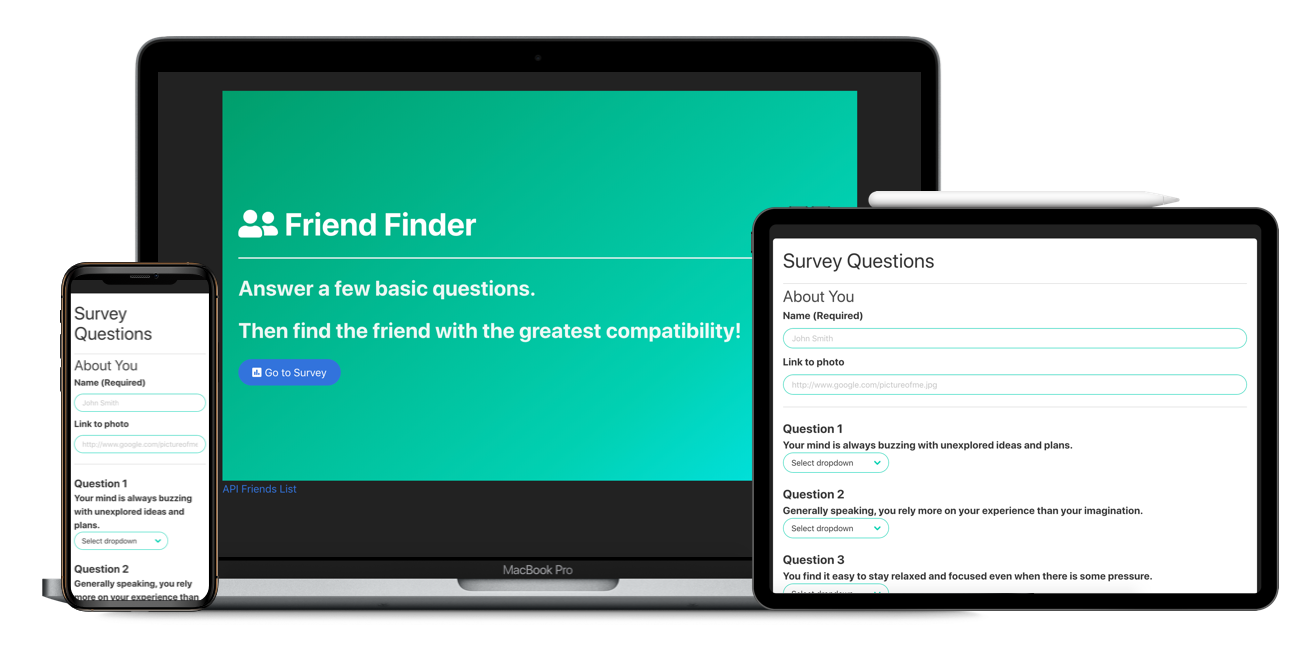 Friend Finder
Answer a few basic questions.
Then find the friend with the greatest compatibility!
Go to Survey
API Friends List
MacBook Pro
Survey
Questions
About You
Name (Required)
John Smith
Link to photo
http://www.google.com/pictureofme
Question 1
Your mind is always buzzing
with unexplored ideas and
plans.
Select dropdown
Question 2
Generally speaking, you rely
more on your experience than
Survey Questions
About You
Name (Required)
John Smith
Link to photo
http://www.google.com/pictureofme.jpg
Question 1
Your mind is always buzzing with unexplored ideas and plans.
Select dropdown
Question 2
Generally speaking, you rely more on your experience than your imagination.
Select dropdown
Question 3
You find it easy to stay relaxed and focused even when there is some pressure.
Select dropdown